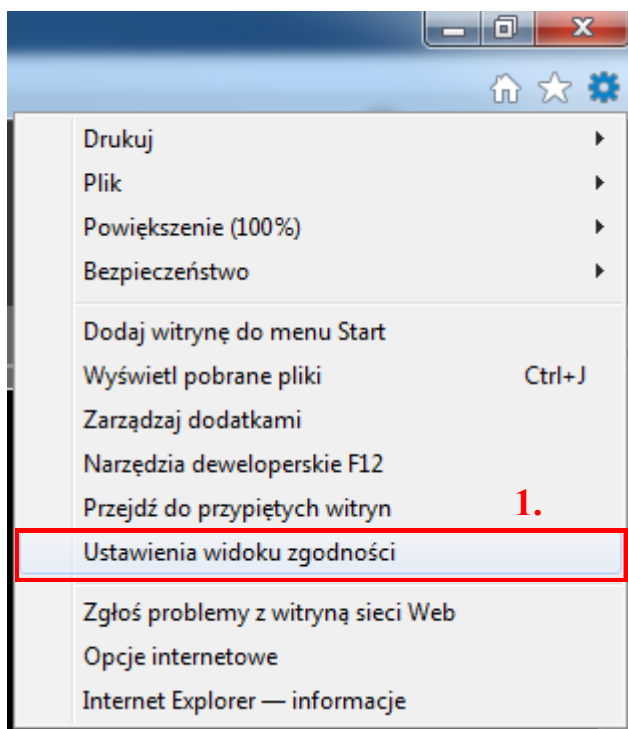 Drukuj
Plik
Powiększenie (100%)
Bezpieczeństwo
Dodaj witrynę do menu Start
Wyświetl pobrane pliki Ctrl+J
Zarządzaj dodatkami
Narzędzia deweloperskie F12
Przejdź do przypiętych witryn 1.
Ustawienia widoku zgodności
Zgłoś problemy z witryną sieci Web
Opcje internetowe
Internet Explorer — informacje